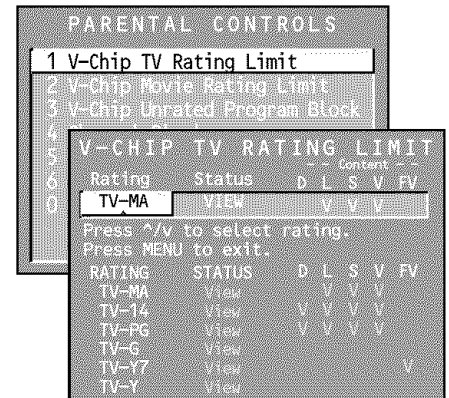 PARENTAL CONTROLS
1 V-Chip TV Rating Limit
2 V-Chip Movie Rating Limit
3 V-Chip Unrated Program Block
4
5
6
0
V-CHIP TV RATING LIMIT
-- Content --
Rating Status D L S V FV
TV-MA VIEW V V V
Press ^/v to select rating.
Press MENU to exit.
RATING STATUS D L S V FV
TV-MA View V V V
TV-14 View V V V V
TV-PG View V V V V
TV-G View
TV-Y7 View V
TV-Y View